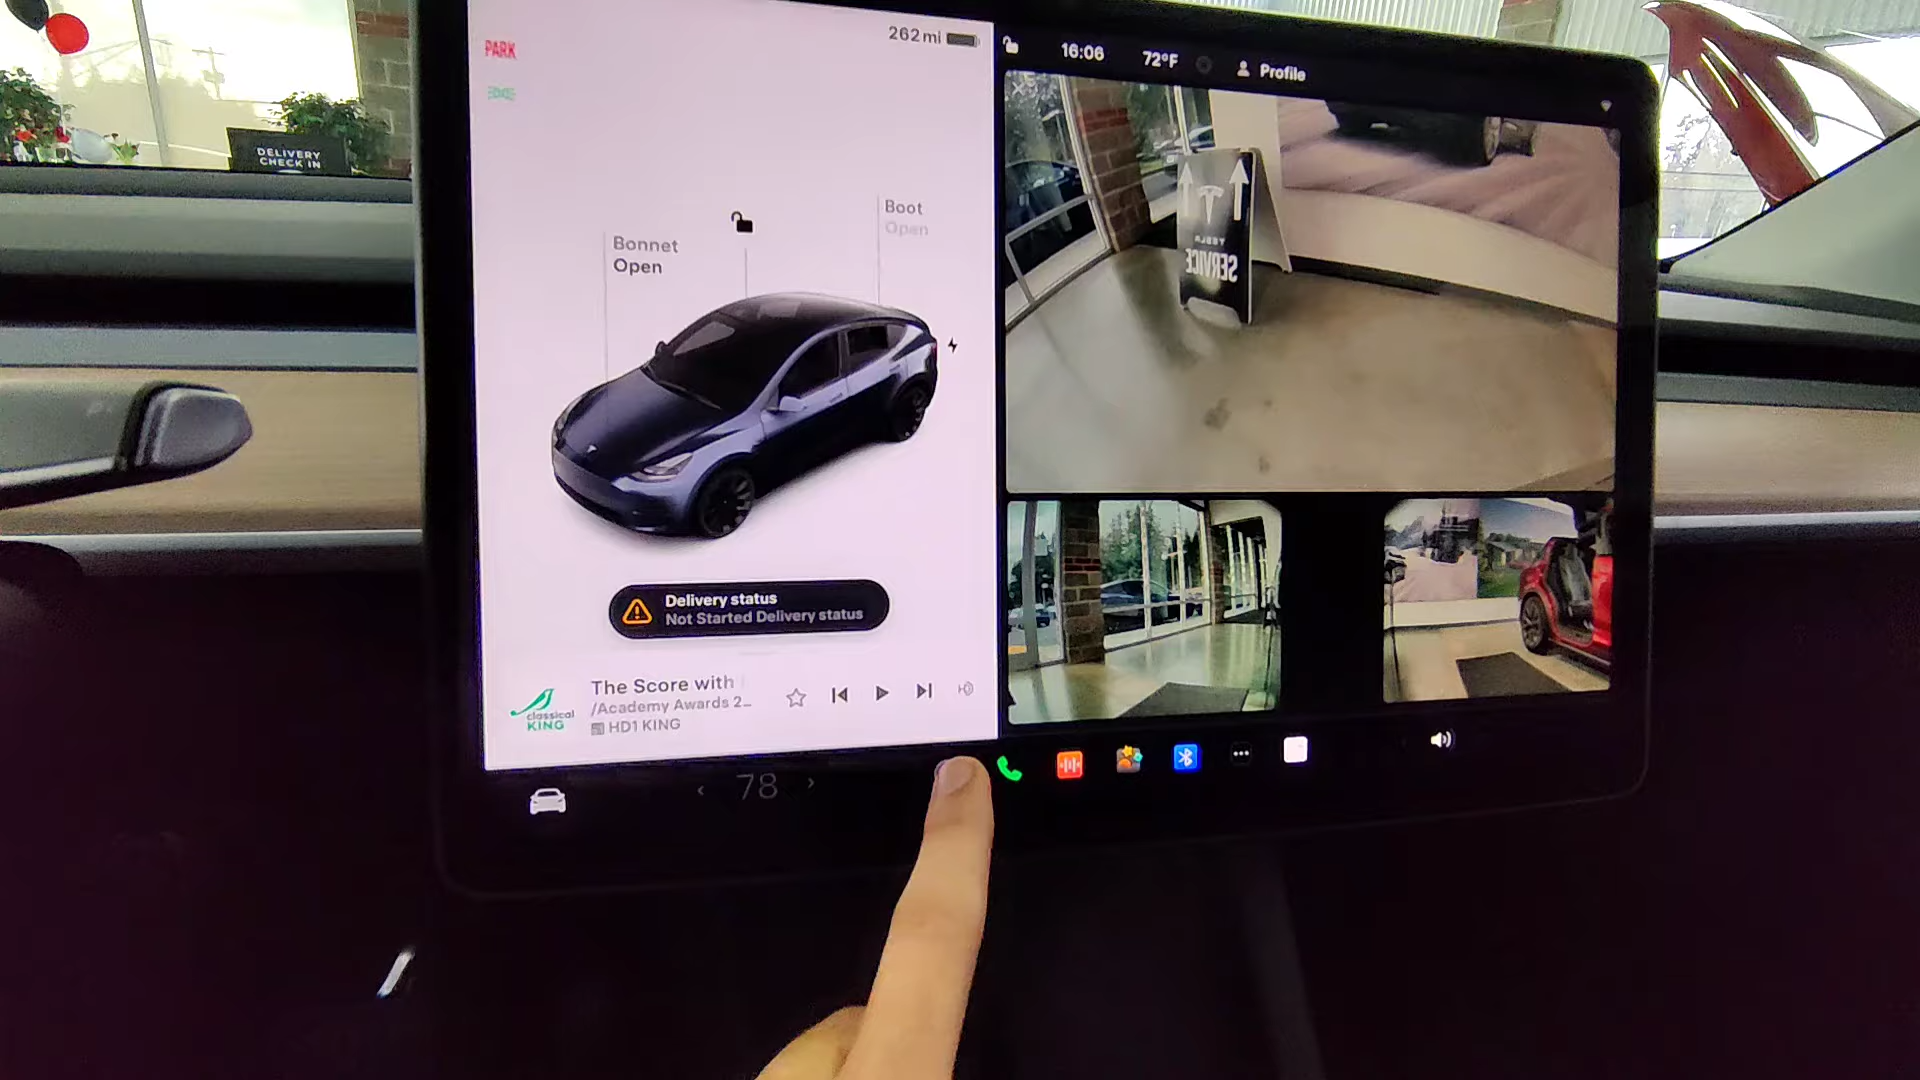 DELIVERY
CHECK IN
PARK
262 mi
16:06
72°F
Profile
Bonnet
Open
Boot
Open
TESLA
SERVICE
Delivery status
Not Started Delivery status
The Score with
/Academy Awards 2...
HD1 KING
classical
KING
78